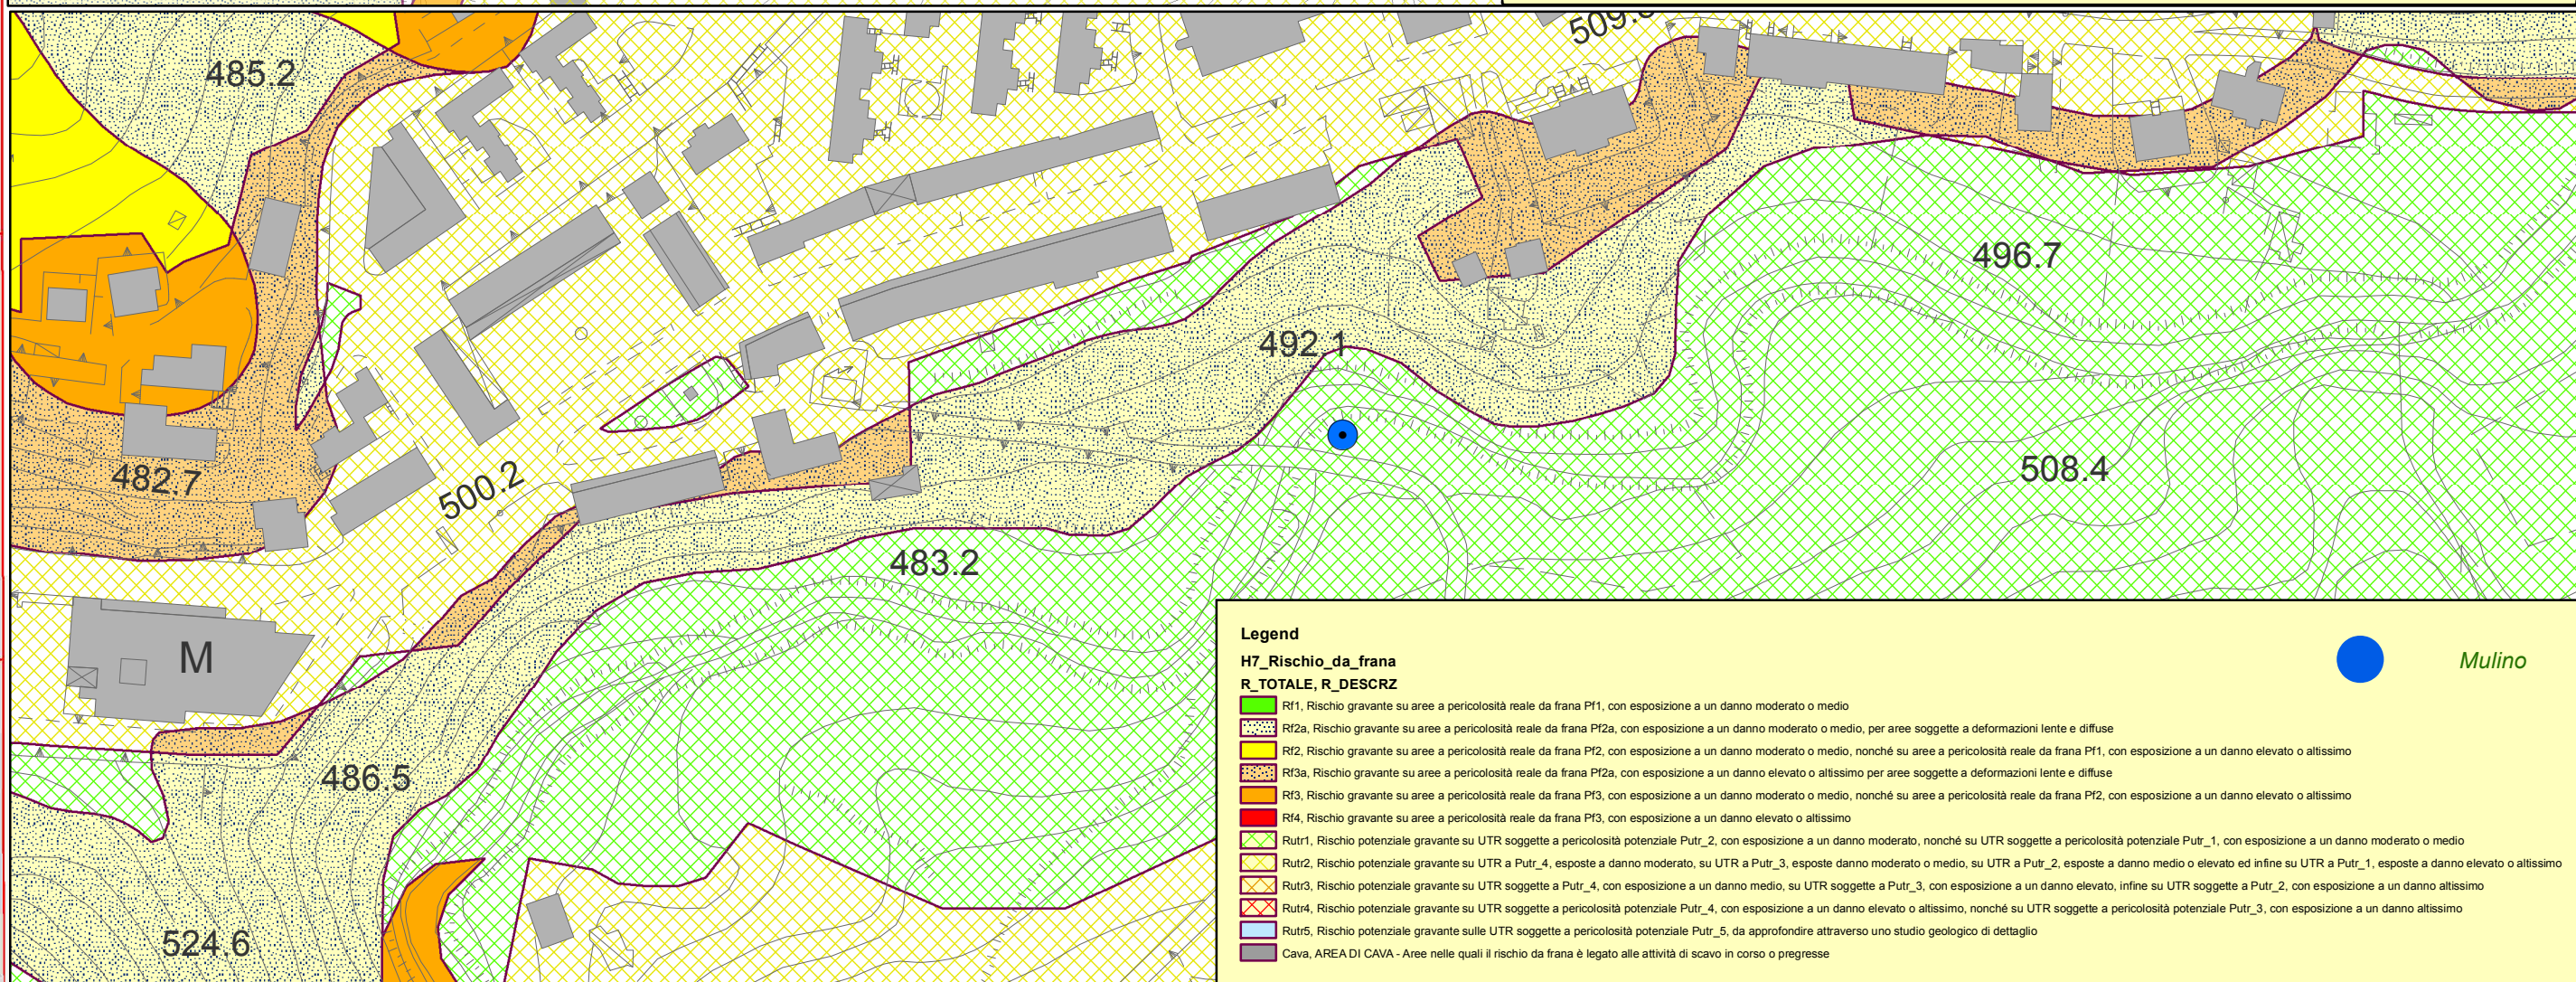 485.2
509.
496.7
492.1
508.4
482.7
500.2
483.2
M
486.5
524.6
Legend
H7_Rischio_da_frana
R_TOTALE, R_DESCRZ
Rf1, Rischio gravante su aree a pericolosità reale da frana Pf1, con esposizione a un danno moderato o medio
Rf2a, Rischio gravante su aree a pericolosità reale da frana Pf2a, con esposizione a un danno moderato o medio, per aree soggette a deformazioni lente e diffuse
Rf2, Rischio gravante su aree a pericolosità reale da frana Pf2, con esposizione a un danno moderato o medio, nonché su aree a pericolosità reale da frana Pf1, con esposizione a un danno elevato o altissimo
Rf3a, Rischio gravante su aree a pericolosità reale da frana Pf2a, con esposizione a un danno elevato o altissimo per aree soggette a deformazioni lente e diffuse
Rf3, Rischio gravante su aree a pericolosità reale da frana Pf3, con esposizione a un danno moderato o medio, nonché su aree a pericolosità reale da frana Pf2, con esposizione a un danno elevato o altissimo
Rf4, Rischio gravante su aree a pericolosità reale da frana Pf3, con esposizione a un danno elevato o altissimo
Rutr1, Rischio potenziale gravante su UTR soggette a pericolosità potenziale Putr_2, con esposizione a un danno moderato, nonché su UTR soggette a pericolosità potenziale Putr_1, con esposizione a un danno moderato o medio
Rutr2, Rischio potenziale gravante su UTR a Putr_4, esposte a danno moderato, su UTR a Putr_3, esposte danno moderato o medio, su UTR a Putr_2, esposte a danno medio o elevato ed infine su UTR a Putr_1, esposte a danno elevato o altissimo
Rutr3, Rischio potenziale gravante su UTR soggette a Putr_4, con esposizione a un danno medio, su UTR soggette a Putr_3, con esposizione a un danno elevato, infine su UTR soggette a Putr_2, con esposizione a un danno altissimo
Rutr4, Rischio potenziale gravante su UTR soggette a pericolosità potenziale Putr_4, con esposizione a un danno elevato o altissimo, nonché su UTR soggette a pericolosità potenziale Putr_3, con esposizione a un danno altissimo
Rutr5, Rischio potenziale gravante sulle UTR soggette a pericolosità potenziale Putr_5, da approfondire attraverso uno studio geologico di dettaglio
Cava, AREA DI CAVA - Aree nelle quali il rischio da frana è legato alle attività di scavo in corso o pregresse
Mulino